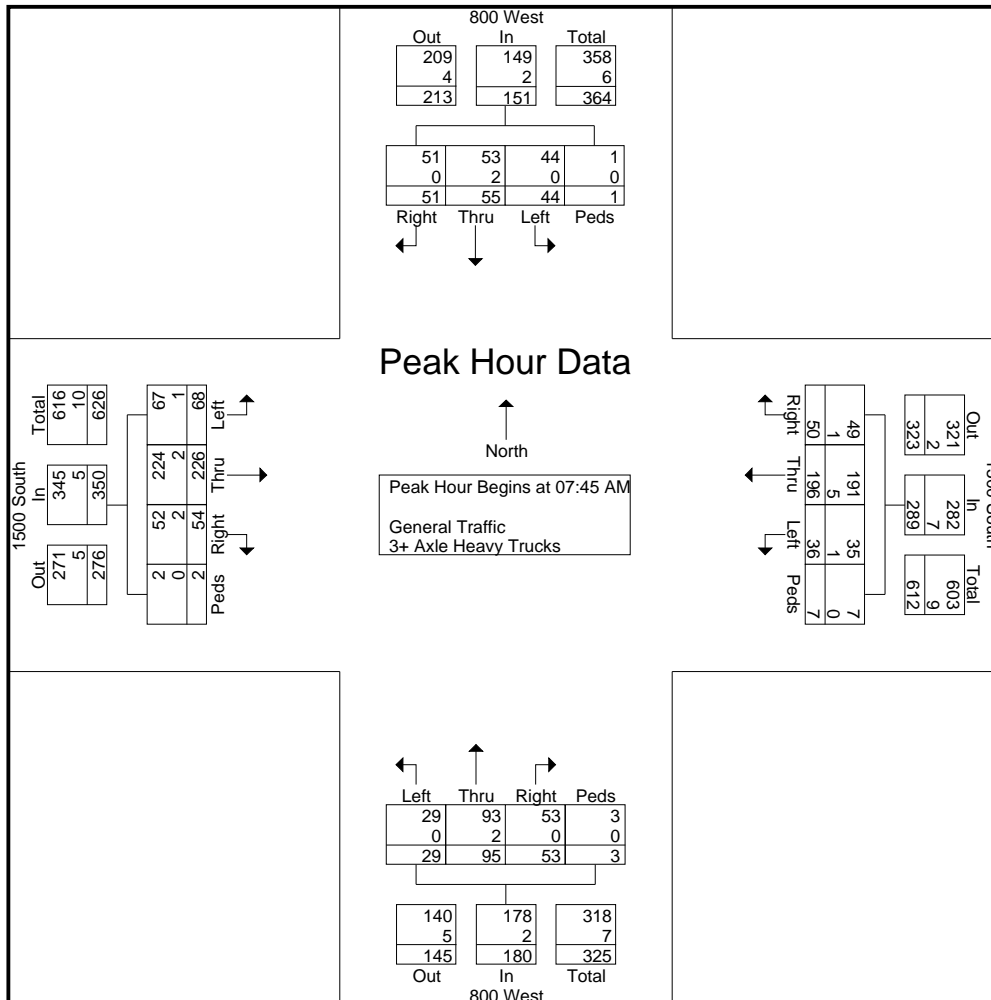 800 West
Out In Total
209 149 358
4 2 6
213 151 364
51 53 44 1
0 2 0 0
51 55 44 1
Right Thru Left Peds
Peak Hour Data
North
Peak Hour Begins at 07:45 AM
General Traffic
3+ Axle Heavy Trucks
1500 South
Total In Out
616 345 271
10 5 5
626 350 276
67 224 52 2
1 2 2 0
68 226 54 2
Left Thru Right Peds
Right Thru Left Peds
50 196 36 7
1 5 1 0
49 191 35 7
Out In Total
321 282 603
2 7 9
323 289 612
South
Left Thru Right Peds
29 93 53 3
0 2 0 0
29 95 53 3
140 178 318
5 2 7
145 180 325
Out In Total
800 West